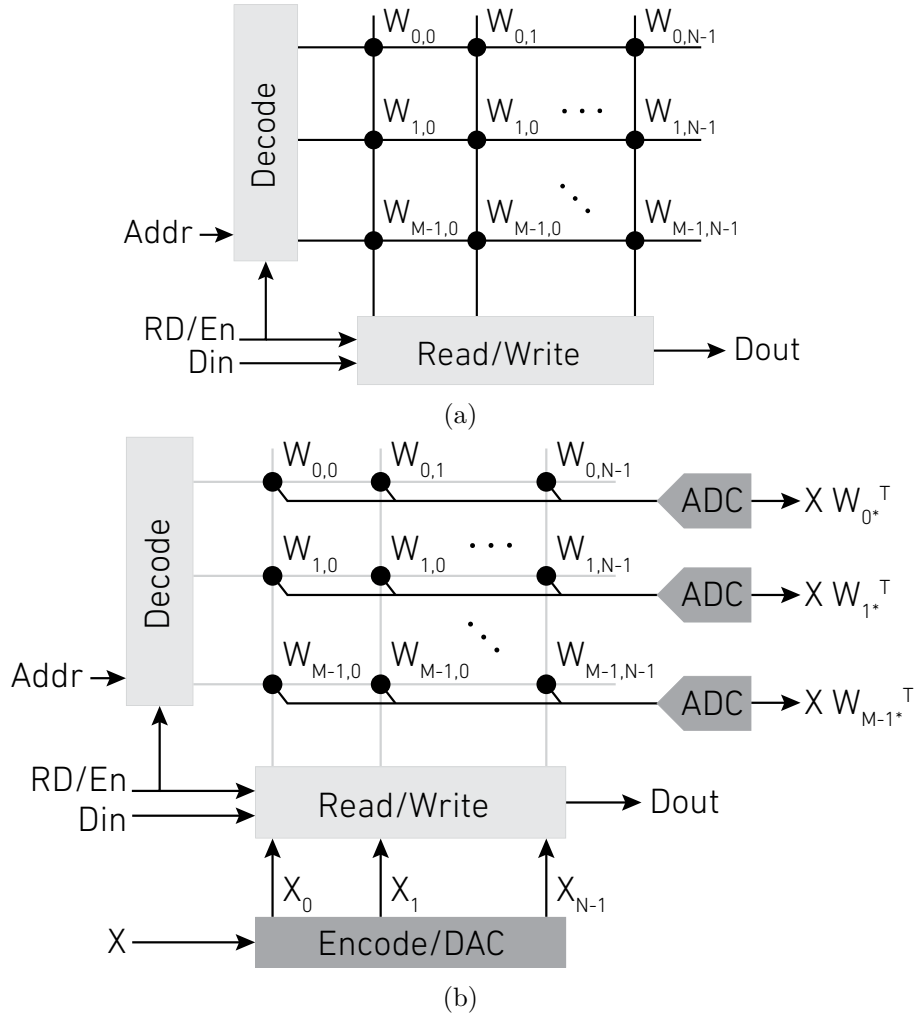 W0,0 W0,1 W0,N-1
Decode
W1,0 W1,0 . . . W1,N-1
WM-1,0 WM-1,0 WM-1,N-1
Addr
RD/En
Din
Read/Write
Dout
(a)
W0,0 W0,1 W0,N-1
ADC X W0*T
Decode
W1,0 W1,0 . . . W1,N-1
ADC X W1*T
WM-1,0 WM-1,0 WM-1,N-1
Addr
ADC X WM-1*T
RD/En
Din
Read/Write
Dout
X0 X1 XN-1
X
Encode/DAC
(b)